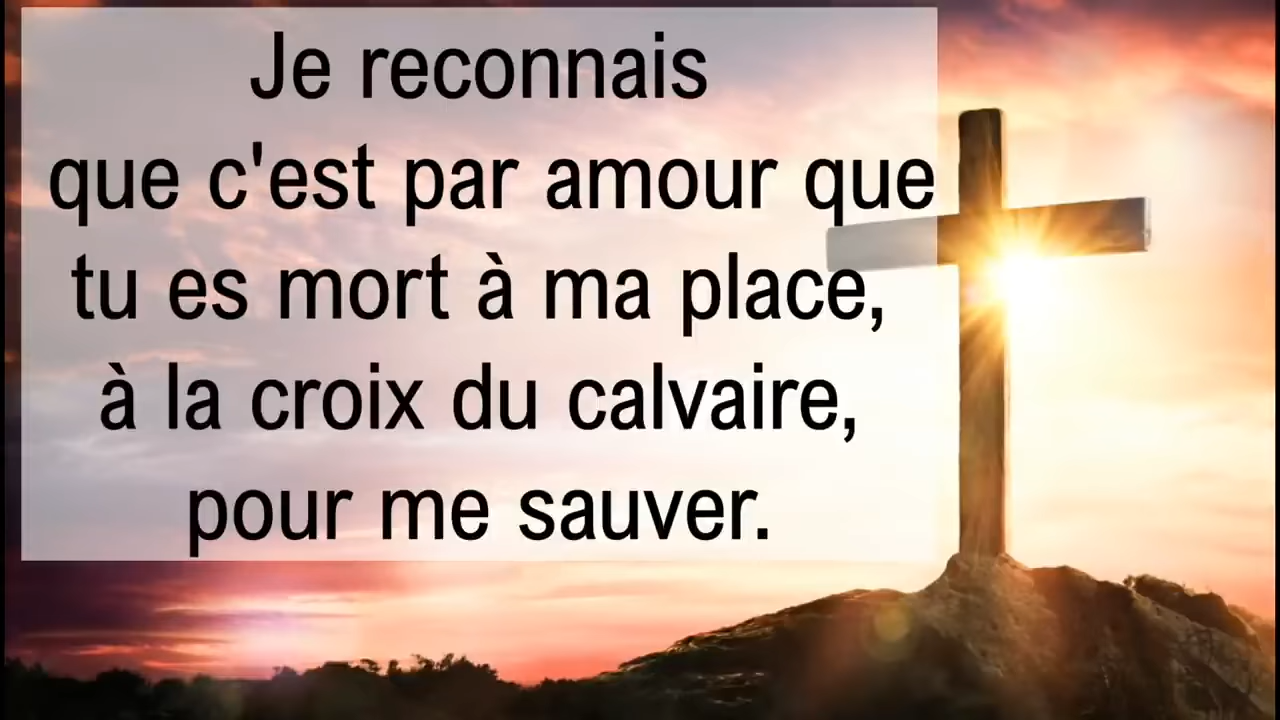 Je reconnais
que c'est par amour que
tu es mort à ma place,
à la croix du calvaire,
pour me sauver.